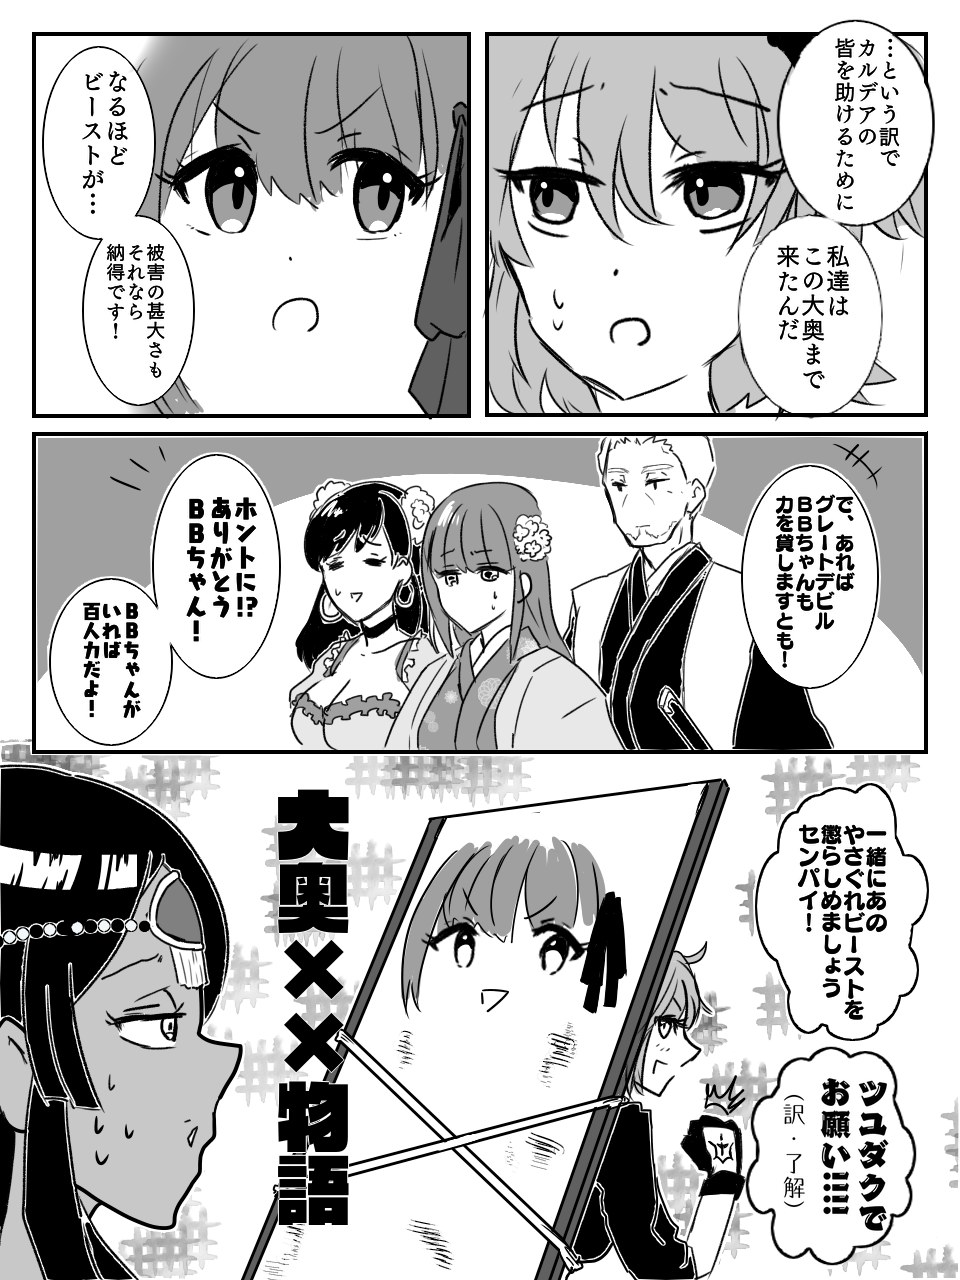 …という訳で
カルデアの
皆を助けるために
私達は
この大奥まで
来たんだ
なるほど
ビーストが…
被害の甚大さも
それなら
納得です!
で、あれば
グレートデビル
BBちゃんも
力を貸しますとも!
ホントに!?
ありがとう
BBちゃん!
BBちゃんが
いれば
百人力だよ!
一緒にあの
やさぐれビーストを
懲らしめましょう
センパイ!
ツユダクで
お願い!!!!
(訳・了解)
大奥××物語